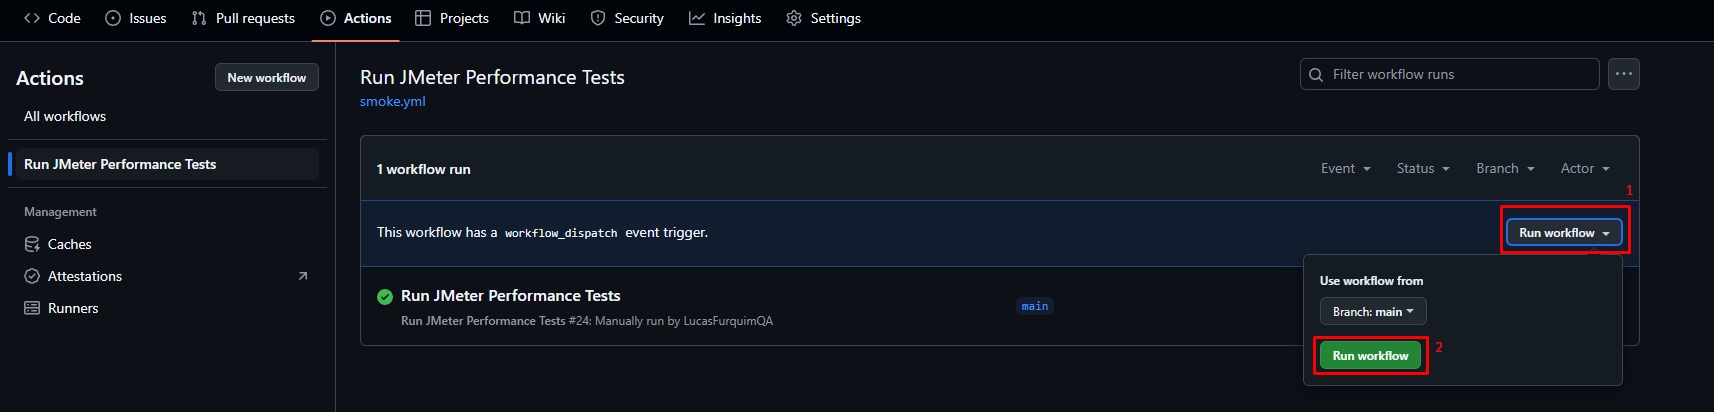 Code Issues Pull requests Actions Projects Wiki Security Insights Settings
Actions New workflow
All workflows
Run JMeter Performance Tests
Management
Caches
Attestations
Runners
Run JMeter Performance Tests
smoke.yml
Filter workflow runs
1 workflow run
Event Status Branch Actor
1
This workflow has a workflow_dispatch event trigger.
Run workflow
Run JMeter Performance Tests
Run JMeter Performance Tests #24: Manually run by LucasFurquimQA
main
Use workflow from
Branch: main
Run workflow
2